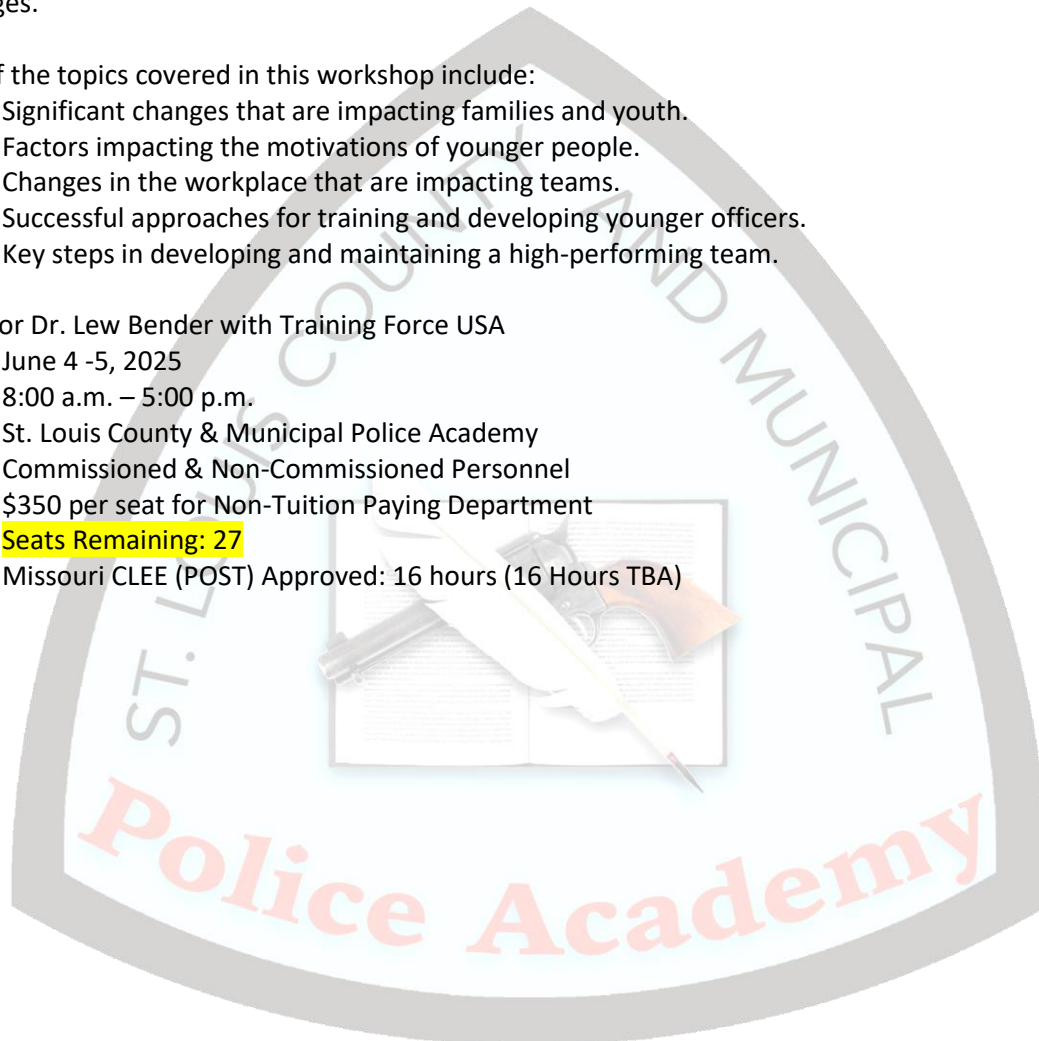 ges.
f the topics covered in this workshop include:
Significant changes that are impacting families and youth.
Factors impacting the motivations of younger people.
Changes in the workplace that are impacting teams.
Successful approaches for training and developing younger officers.
Key steps in developing and maintaining a high-performing team.
or Dr. Lew Bender with Training Force USA
June 4 -5, 2025
8:00 a.m. – 5:00 p.m.
St. Louis County & Municipal Police Academy
Commissioned & Non-Commissioned Personnel
$350 per seat for Non-Tuition Paying Department
Seats Remaining: 27
Missouri CLEE (POST) Approved: 16 hours (16 Hours TBA)
ST. LOUIS COUNTY AND MUNICIPAL
Police Academy